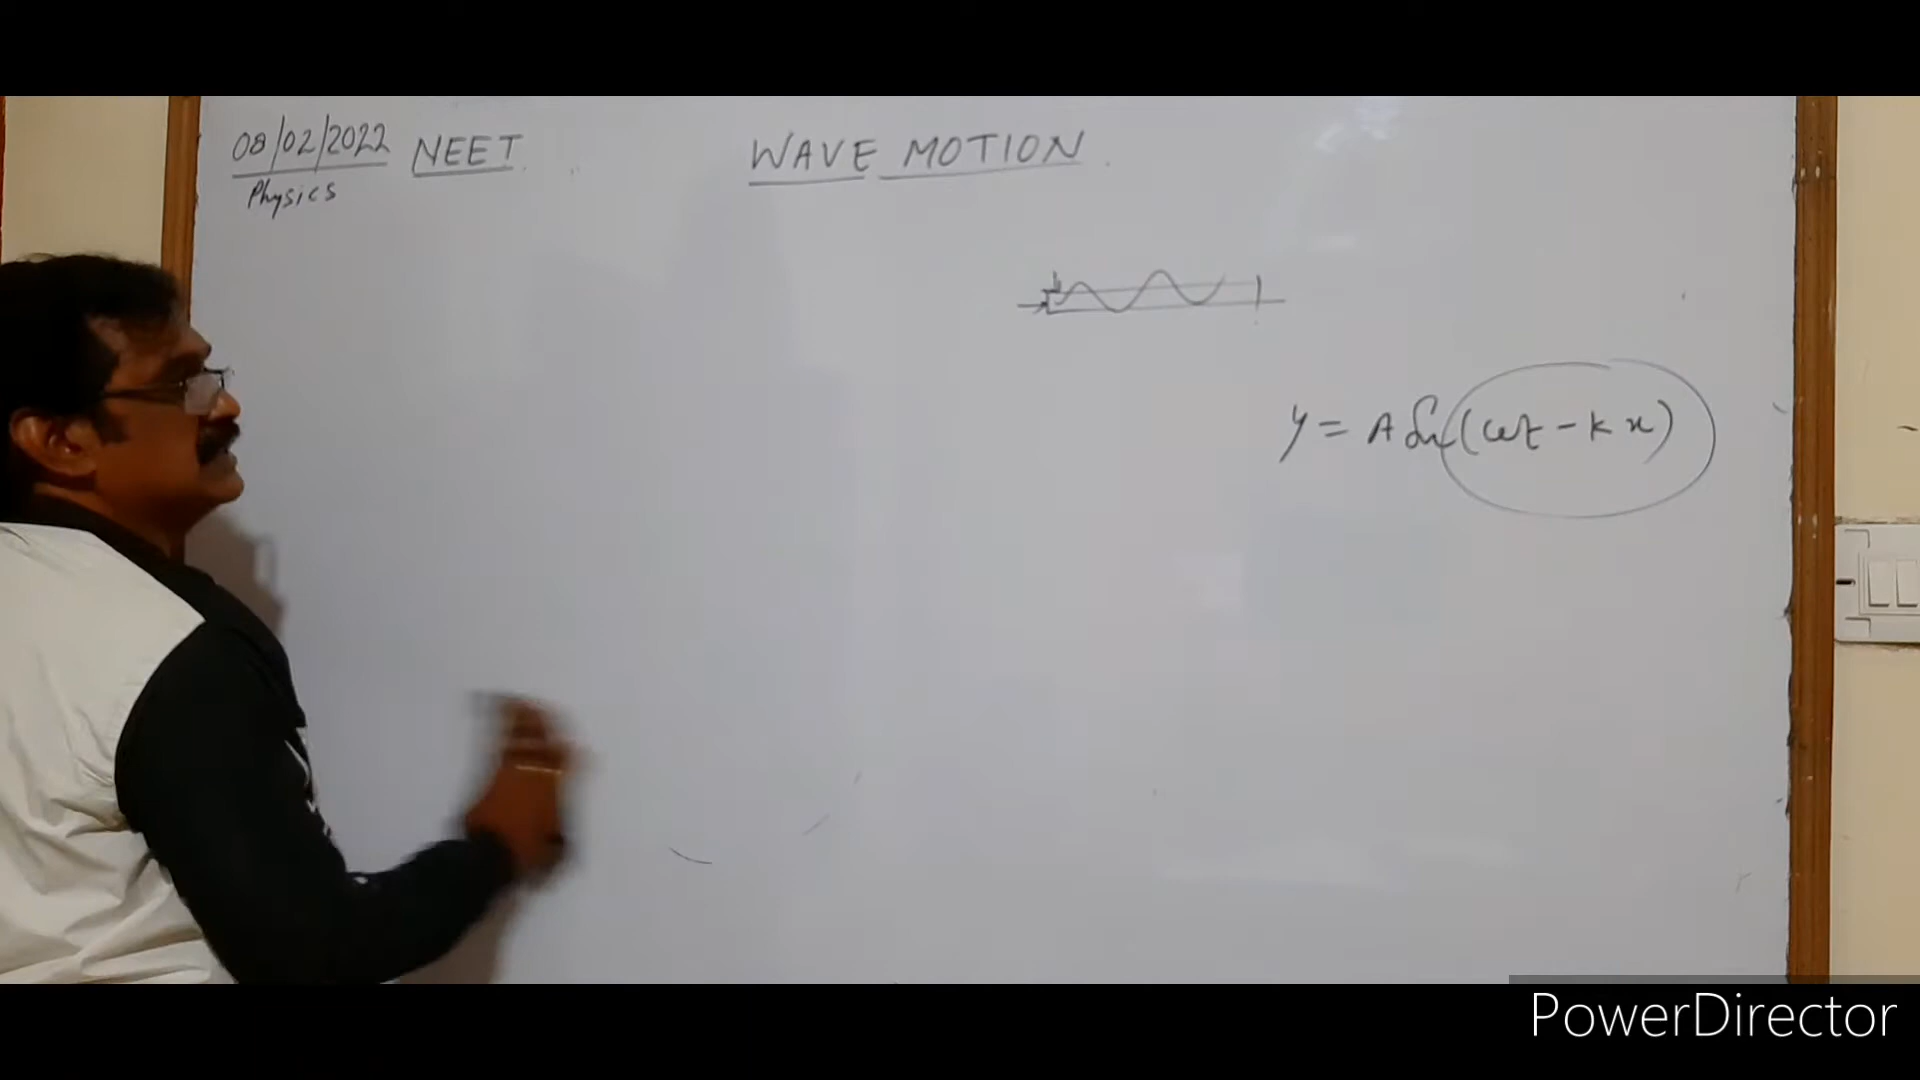 08/02/2022 NEET
Physics
WAVE MOTION
y = A Sin (ωt - kx)
PowerDirector